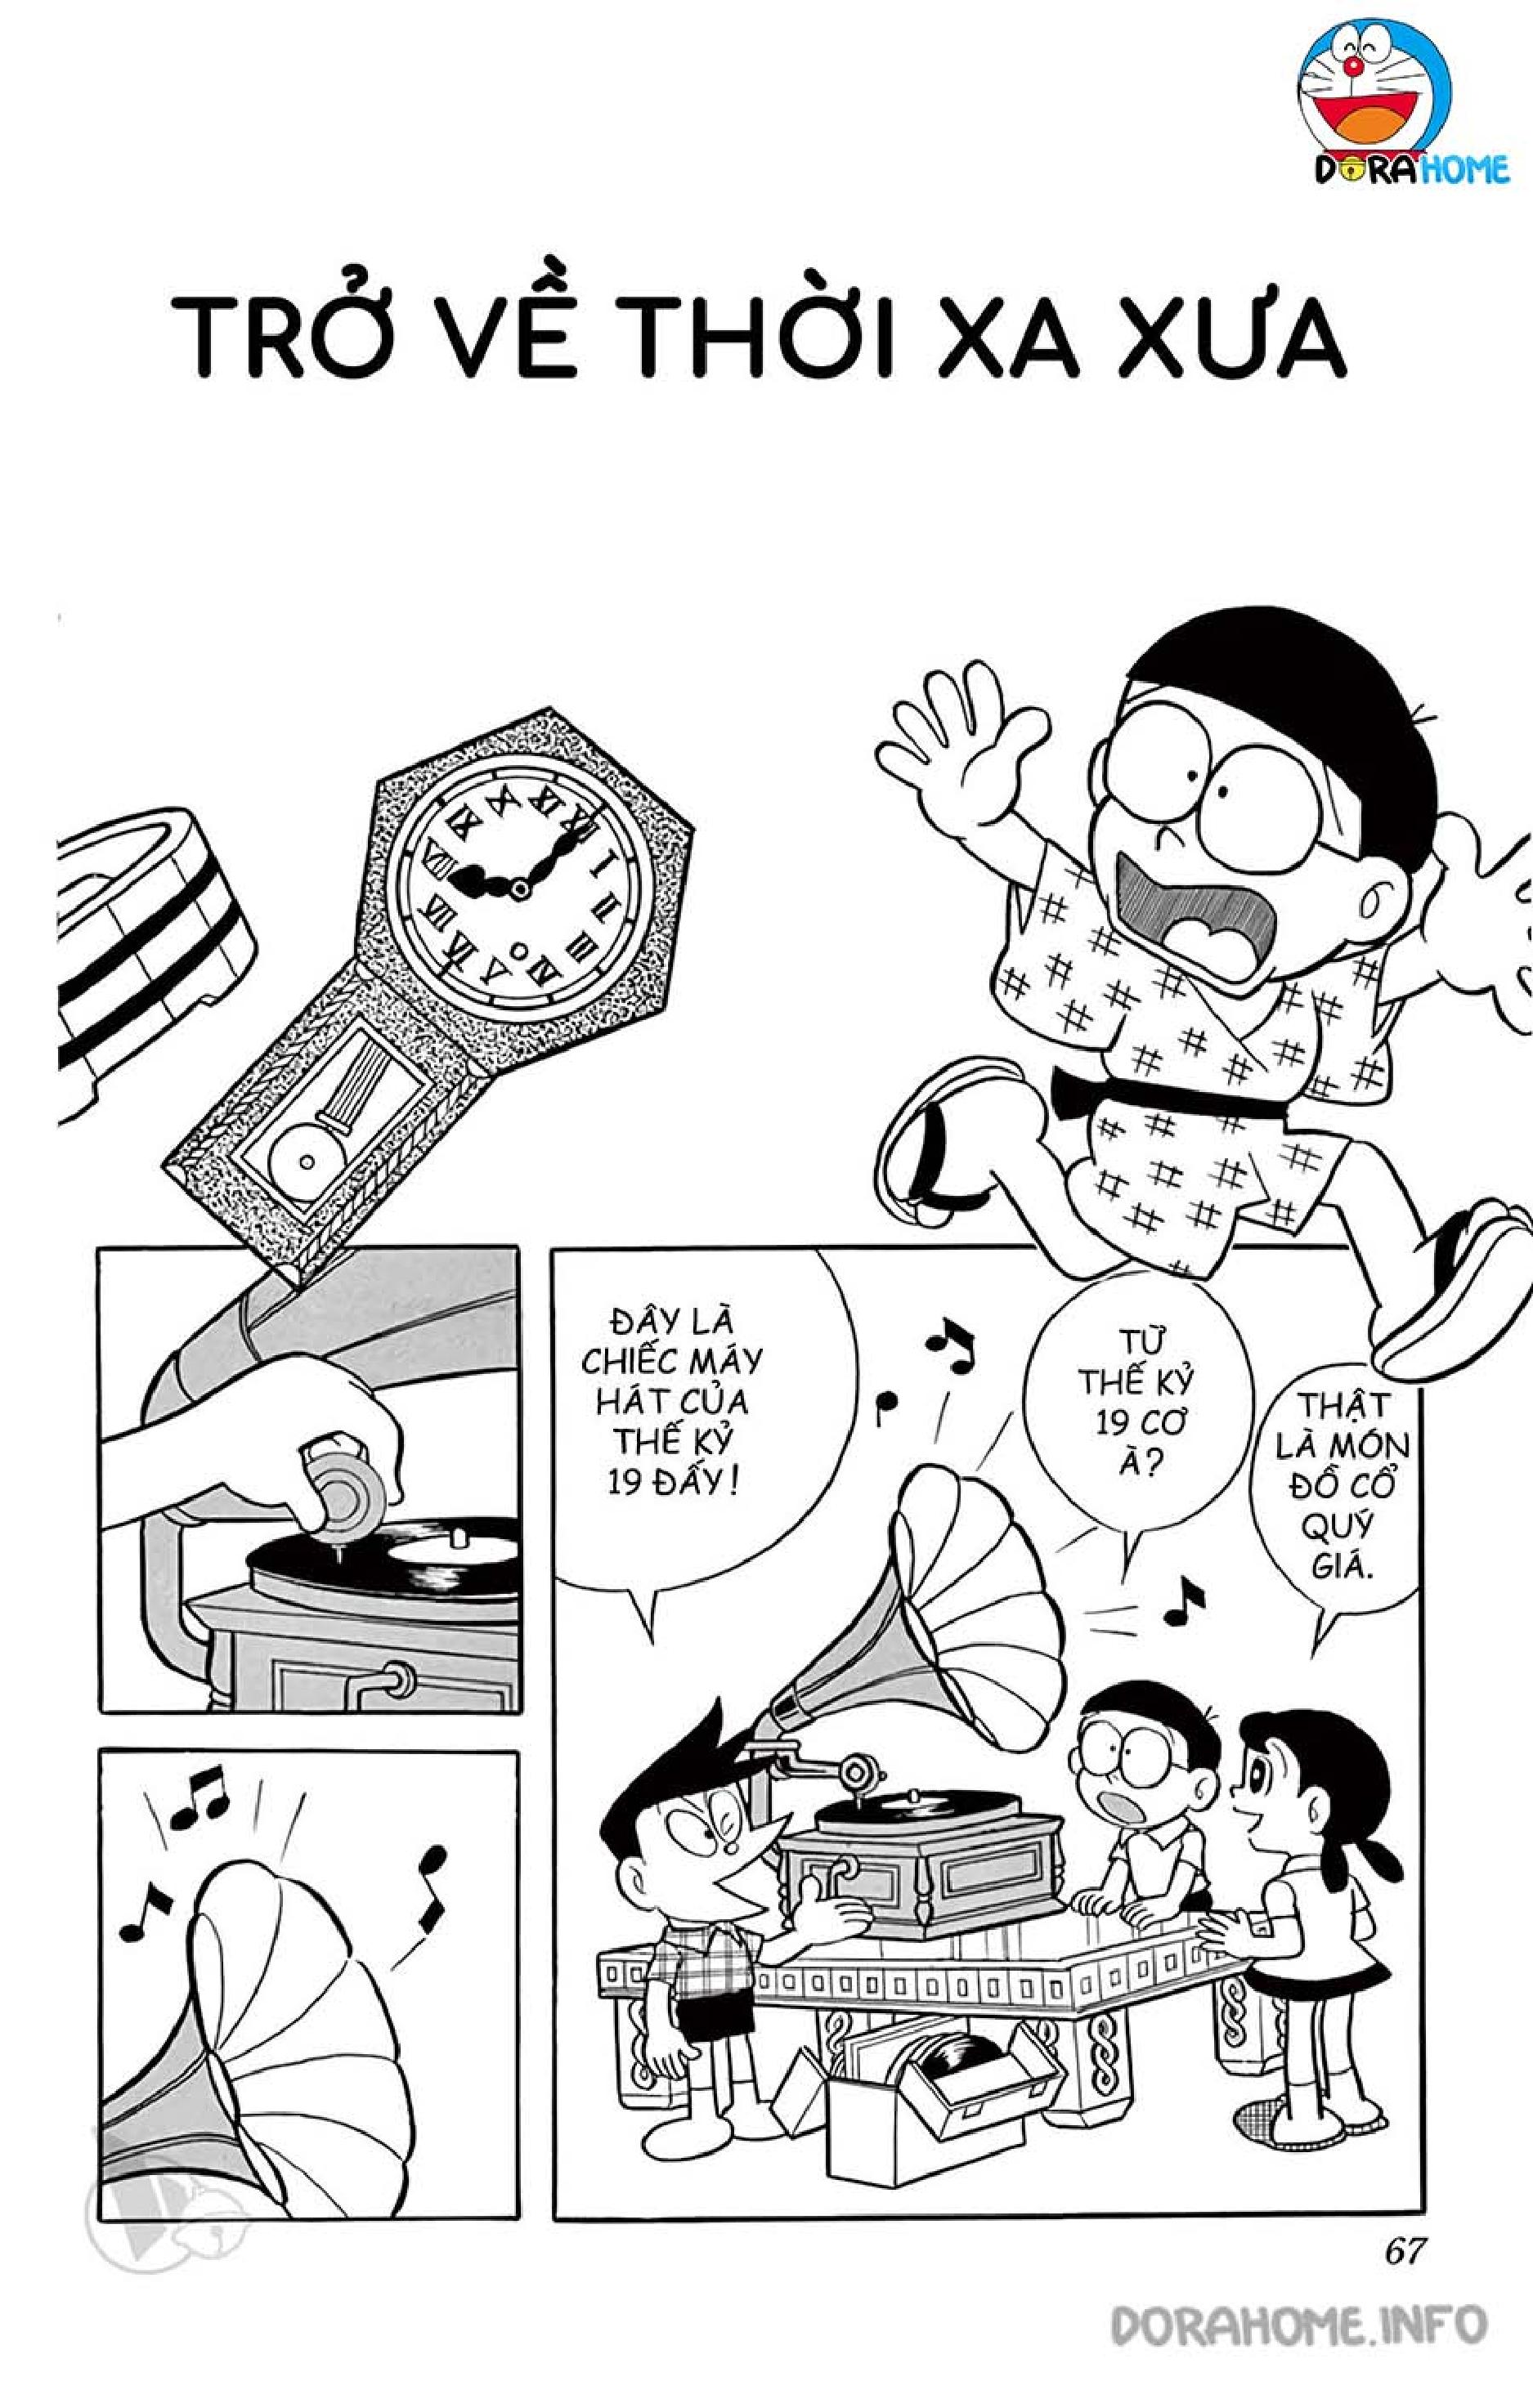 DORAHOME
TRỞ VỀ THỜI XA XƯA
ĐÂY LÀ
CHIẾC MÁY
HÁT CỦA
THẾ KỶ
19 ĐẤY!
TỪ
THẾ KỶ
19 CƠ
À?
THẬT
LÀ MÓN
ĐỒ CỔ
QUÝ
GIÁ.
67
DORAHOME.INFO